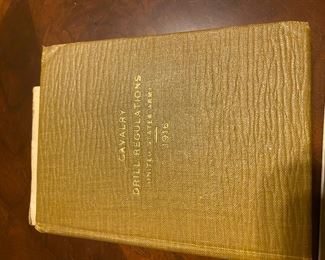 CAVALRY
DRILL REGULATIONS
UNITED STATES ARMY
1916